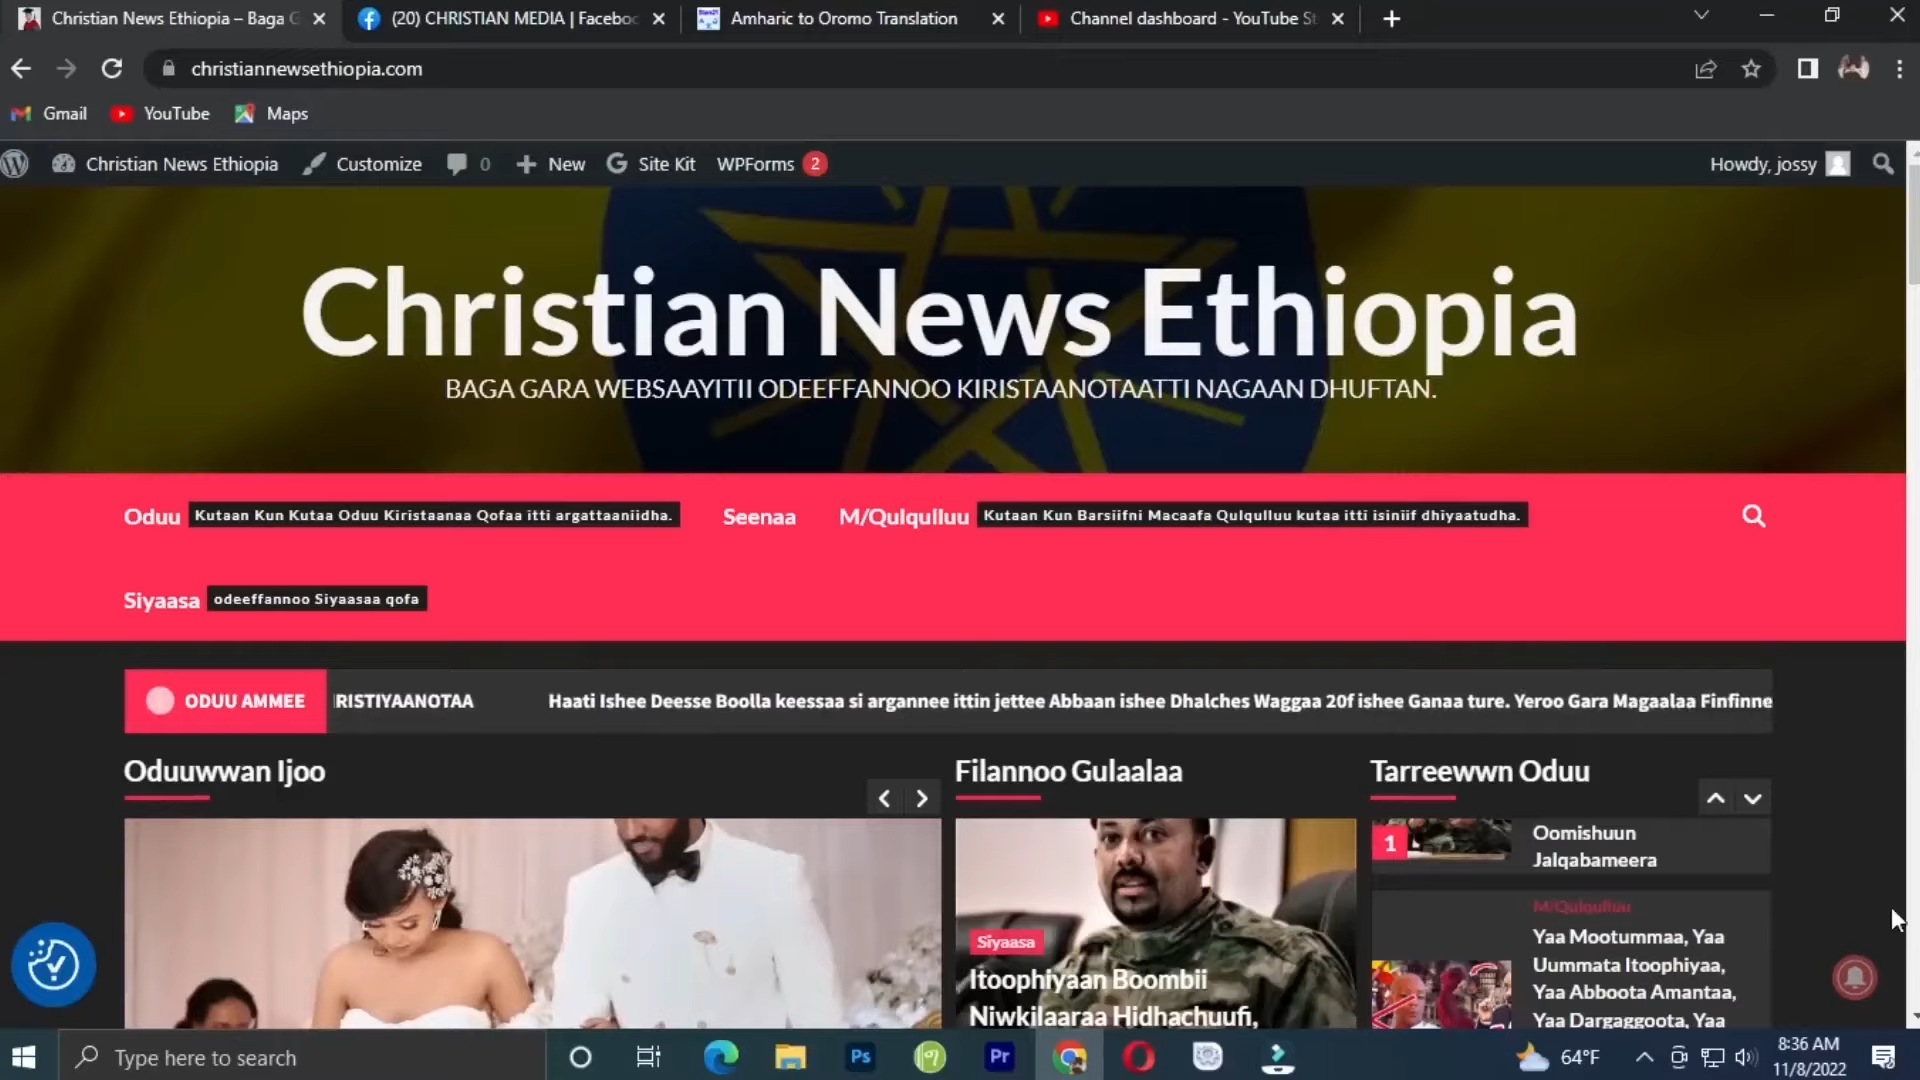 Christian News Ethiopia – Baga G
(20) CHRISTIAN MEDIA | Faceboo
Amharic to Oromo Translation
Channel dashboard - YouTube St
christiannewsethiopia.com
Gmail
YouTube
Maps
Christian News Ethiopia
Customize
0
New
Site Kit
WPForms 2
Howdy, jossy
Christian News Ethiopia
BAGA GARA WEBSAAYITII ODEEFFANNOO KIRISTAANOTAATTI NAGAAN DHUFTAN.
Oduu
Kutaan Kun Kutaa Oduu Kiristaanaa Qofaa itti argattaaniidha.
Seenaa
M/Qulqulluu
Kutaan Kun Barsiifni Macaafa Qulqulluu kutaa itti isiniif dhiyaatudha.
Siyaasa
odeeffannoo Siyaasaa qofa
ODUU AMMEE
RISTIYAANOTAA
Haati Ishee Deesse Boolla keessaa si argannee ittin jettee Abbaan ishee Dhalches Waggaa 20f ishee Ganaa ture. Yeroo Gara Magaalaa Finfinne
Oduuwwan Ijoo
Filannoo Gulaalaa
Tarreewwn Oduu
Siyaasa
Itoophiyaan Boombii
Niwkilaaraa Hidhachuufi,
1
Oomishuun
Jalqabameera
M/Qulqulluu
Yaa Mootummaa, Yaa
Uummata Itoophiyaa,
Yaa Abboota Amantaa,
Yaa Dargaggoota, Yaa
Type here to search
Ps
Pr
64°F
8:36 AM
11/8/2022